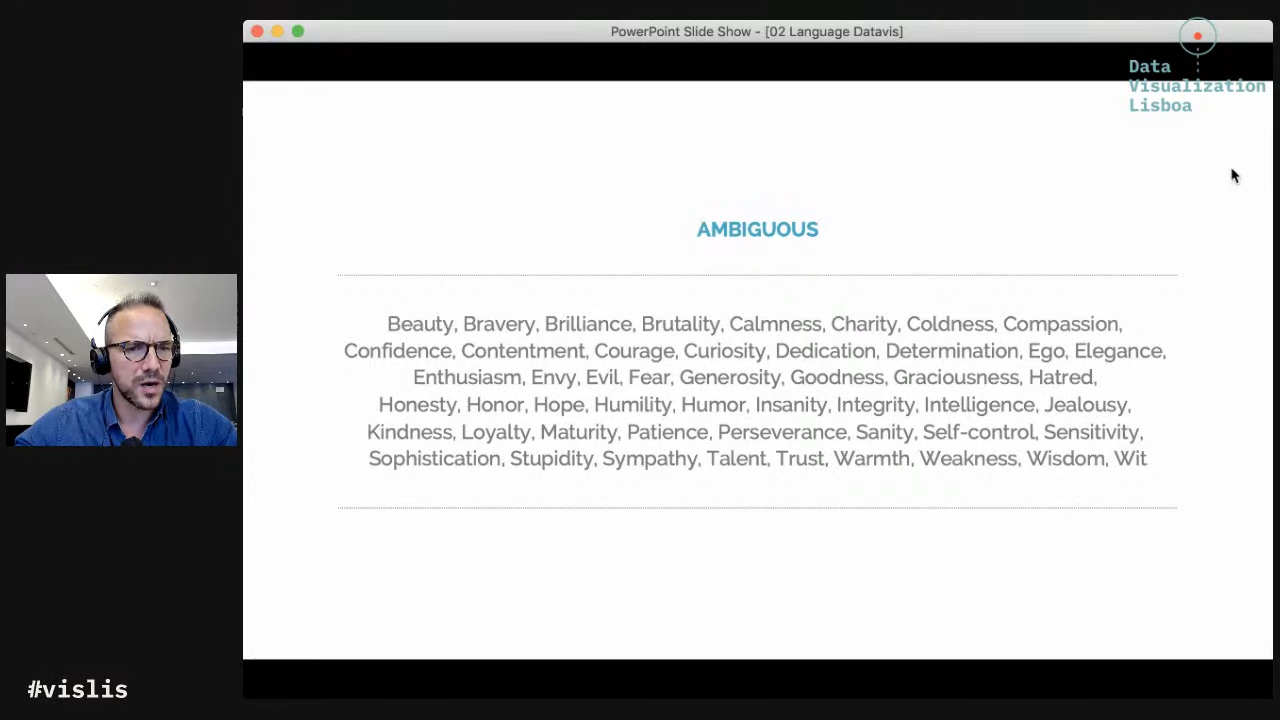 PowerPoint Slide Show - [02 Language Datavis]
Data
Visualization
Lisboa
AMBIGUOUS
Beauty, Bravery, Brilliance, Brutality, Calmness, Charity, Coldness, Compassion,
Confidence, Contentment, Courage, Curiosity, Dedication, Determination, Ego, Elegance,
Enthusiasm, Envy, Evil, Fear, Generosity, Goodness, Graciousness, Hatred,
Honesty, Honor, Hope, Humility, Humor, Insanity, Integrity, Intelligence, Jealousy,
Kindness, Loyalty, Maturity, Patience, Perseverance, Sanity, Self-control, Sensitivity,
Sophistication, Stupidity, Sympathy, Talent, Trust, Warmth, Weakness, Wisdom, Wit
#vislis